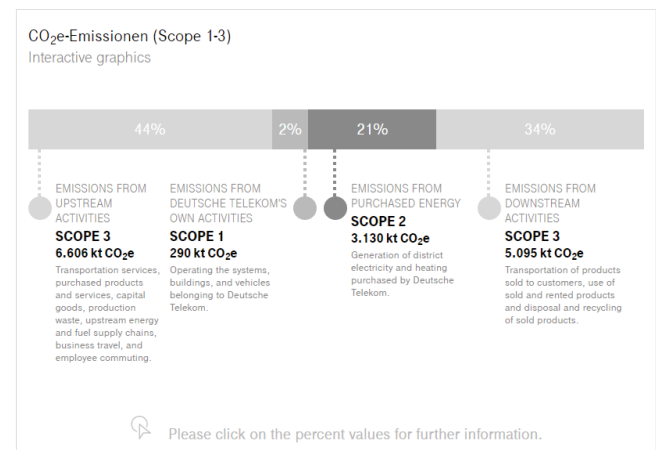 CO₂e-Emissionen (Scope 1-3)
Interactive graphics
44%
2%
21%
34%
EMISSIONS FROM
UPSTREAM
ACTIVITIES
SCOPE 3
6.606 kt CO₂e
Transportation services,
purchased products
and services, capital
goods, production
waste, upstream energy
and fuel supply chains,
business travel, and
employee commuting.
EMISSIONS FROM
DEUTSCHE TELEKOM'S
OWN ACTIVITIES
SCOPE 1
290 kt CO₂e
Operating the systems,
buildings, and vehicles
belonging to Deutsche
Telekom.
EMISSIONS FROM
PURCHASED ENERGY
SCOPE 2
3.130 kt CO₂e
Generation of district
electricity and heating
purchased by Deutsche
Telekom.
EMISSIONS FROM
DOWNSTREAM
ACTIVITIES
SCOPE 3
5.095 kt CO₂e
Transportation of products
sold to customers, use of
sold and rented products
and disposal and recycling
of sold products.
Please click on the percent values for further information.